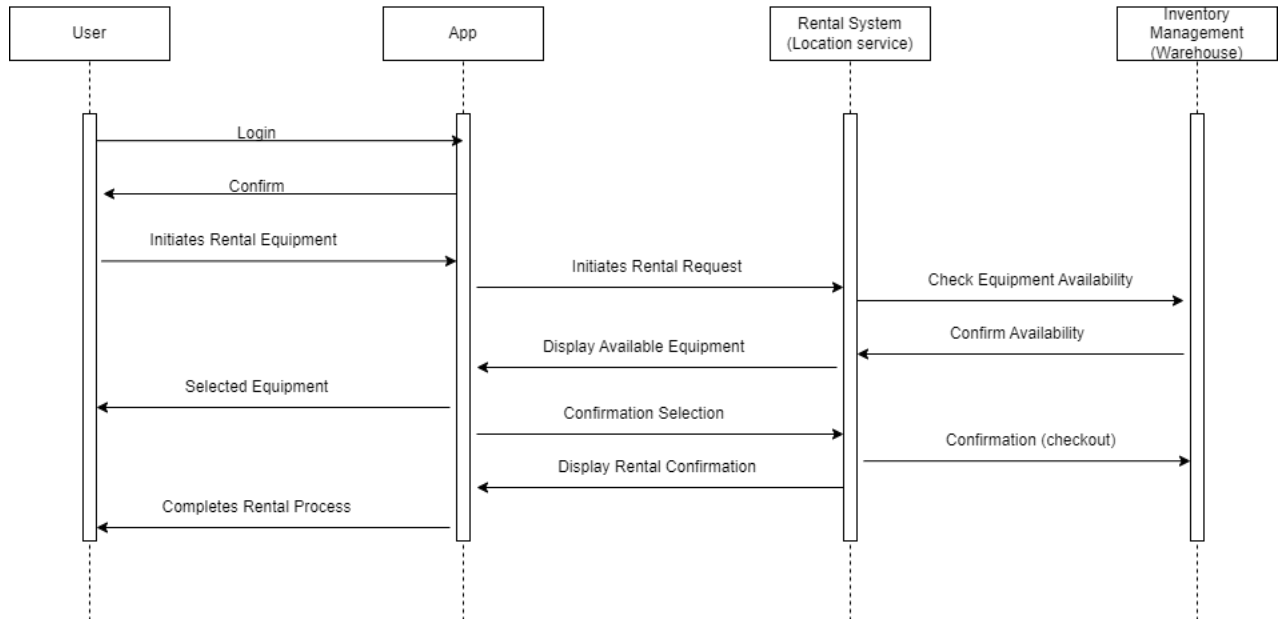 User
App
Rental System
(Location service)
Inventory
Management
(Warehouse)
Login
Confirm
Initiates Rental Equipment
Initiates Rental Request
Check Equipment Availability
Confirm Availability
Display Available Equipment
Selected Equipment
Confirmation Selection
Confirmation (checkout)
Display Rental Confirmation
Completes Rental Process